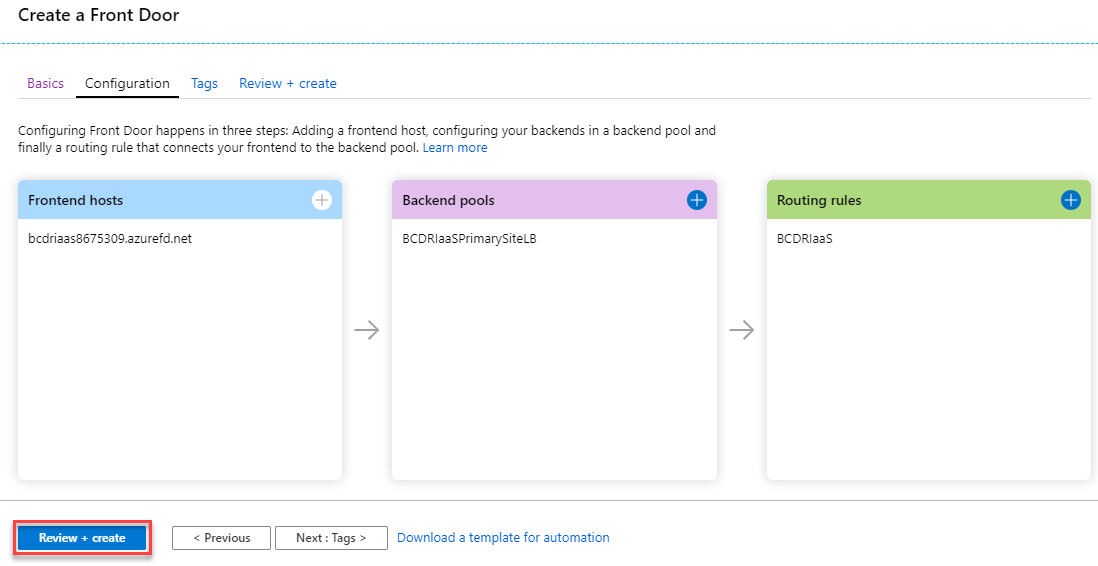 Create a Front Door
Basics
Configuration
Tags
Review + create
Configuring Front Door happens in three steps: Adding a frontend host, configuring your backends in a backend pool and
finally a routing rule that connects your frontend to the backend pool. Learn more
Frontend hosts
bcdriaas8675309.azurefd.net
Backend pools
BCDRIaaSPrimarySiteLB
Routing rules
BCDRIaaS
Review + create
< Previous
Next : Tags >
Download a template for automation